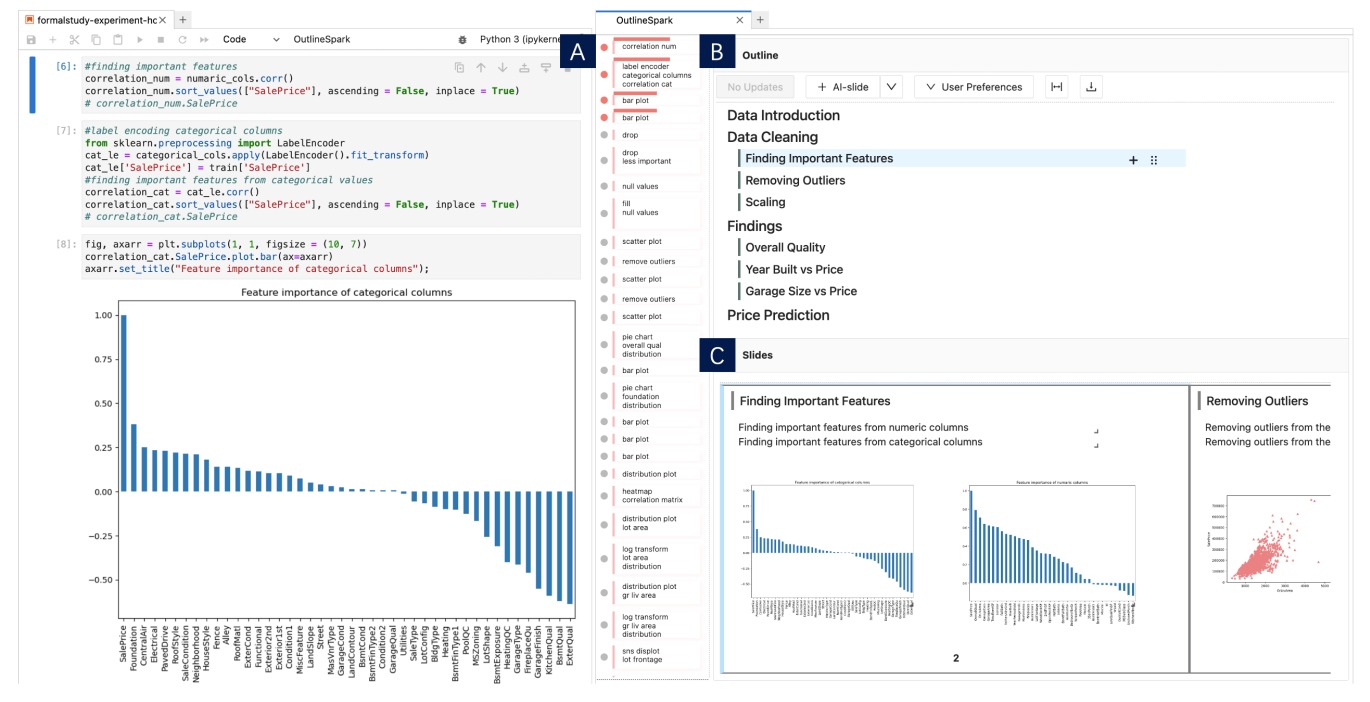 formalstudy-experiment-hc
Code
OutlineSpark
Python 3 (ipykerne
[6]:
#finding important features
correlation_num = numaric_cols.corr()
correlation_num.sort_values(["SalePrice"], ascending = False, inplace = True)
# correlation_num.SalePrice
[7]:
#label encoding categorical columns
from sklearn.preprocessing import LabelEncoder
cat_le = categorical_cols.apply(LabelEncoder().fit_transform)
cat_le['SalePrice'] = train['SalePrice']
#finding important features from categorical values
correlation_cat = cat_le.corr()
correlation_cat.sort_values(["SalePrice"], ascending = False, inplace = True)
# correlation_cat.SalePrice
[8]:
fig, axarr = plt.subplots(1, 1, figsize = (10, 7))
correlation_cat.SalePrice.plot.bar(ax=axarr)
axarr.set_title("Feature importance of categorical columns");
Feature importance of categorical columns
1.00
0.75
0.50
0.25
0.00
−0.25
−0.50
SalePrice
Foundation
CentralAir
Electrical
PavedDrive
RoofStyle
SaleCondition
Neighborhood
HouseStyle
Fence
Alley
RoofMatl
ExterCond
Functional
Exterior2nd
Exterior1st
Condition1
MiscFeature
LandSlope
Street
MasVnrType
GarageCond
LandContour
BsmtCond
BsmtFinType2
Condition2
GarageQual
Utilities
SaleType
LotConfig
BldgType
Heating
BsmtFinType1
PoolQC
MSZoning
LotShape
BsmtExposure
HeatingQC
GarageType
FireplaceQu
GarageFinish
KitchenQual
BsmtQual
ExterQual
OutlineSpark
A
correlation num
label encoder
categorical columns
correlation cat
bar plot
bar plot
drop
drop
less important
null values
fill
null values
scatter plot
remove outliers
scatter plot
remove outliers
scatter plot
pie chart
overall qual
distribution
bar plot
pie chart
foundation
distribution
bar plot
bar plot
bar plot
distribution plot
heatmap
correlation matrix
distribution plot
lot area
log transform
lot area
distribution
distribution plot
gr liv area
log transform
gr liv area
distribution
sns displot
lot frontage
B
Outline
No Updates
AI-slide
User Preferences
Data Introduction
Data Cleaning
Finding Important Features
Removing Outliers
Scaling
Findings
Overall Quality
Year Built vs Price
Garage Size vs Price
Price Prediction
C
Slides
Finding Important Features
Finding important features from numeric columns
Finding important features from categorical columns
Feature importance of categorical columns
Feature importance of numeric columns
2
Removing Outliers
Removing outliers from the
Removing outliers from the